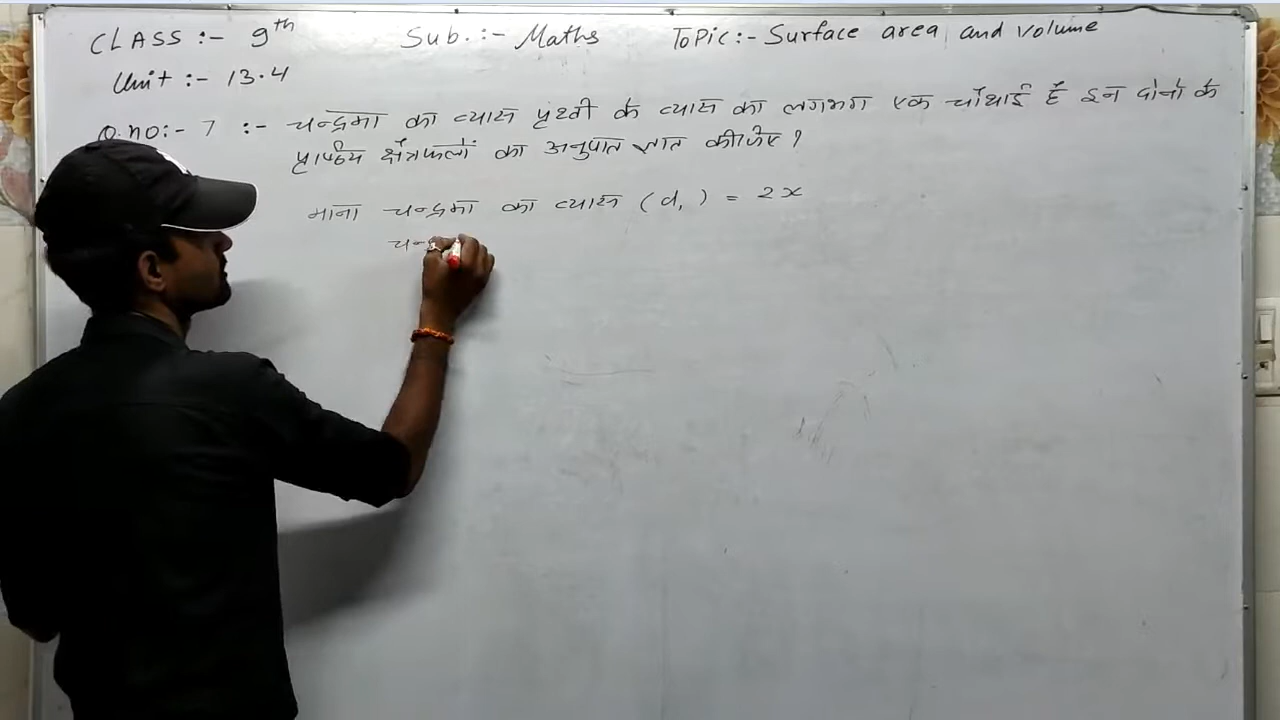 CLASS :- 9th Sub. :- Maths Topic:- Surface area and volume
Unit :- 13.4
Q.no:- 7 :- चन्द्रमा का व्यास पृथ्वी के व्यास का लगभग एक चौथाई हैं इन दोनो के
पृष्ठिय क्षैत्रफलों का अनुपात ज्ञात कीजिए ?
माना चन्द्रमा का व्यास (d₁) = 2x